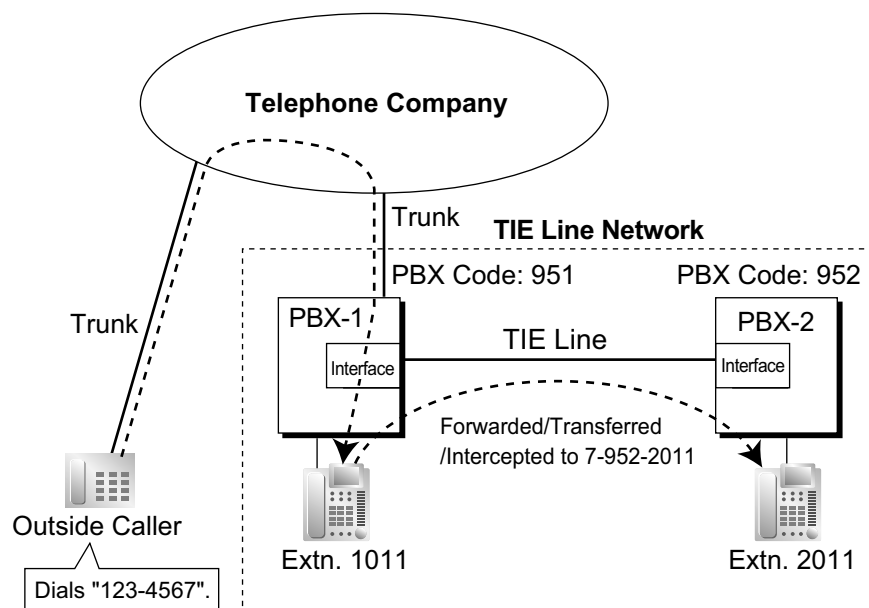 Telephone Company
Trunk
TIE Line Network
PBX Code: 951
PBX Code: 952
Trunk
PBX-1
PBX-2
TIE Line
Interface
Interface
Forwarded/Transferred
/Intercepted to 7-952-2011
Outside Caller
Extn. 1011
Extn. 2011
Dials "123-4567".